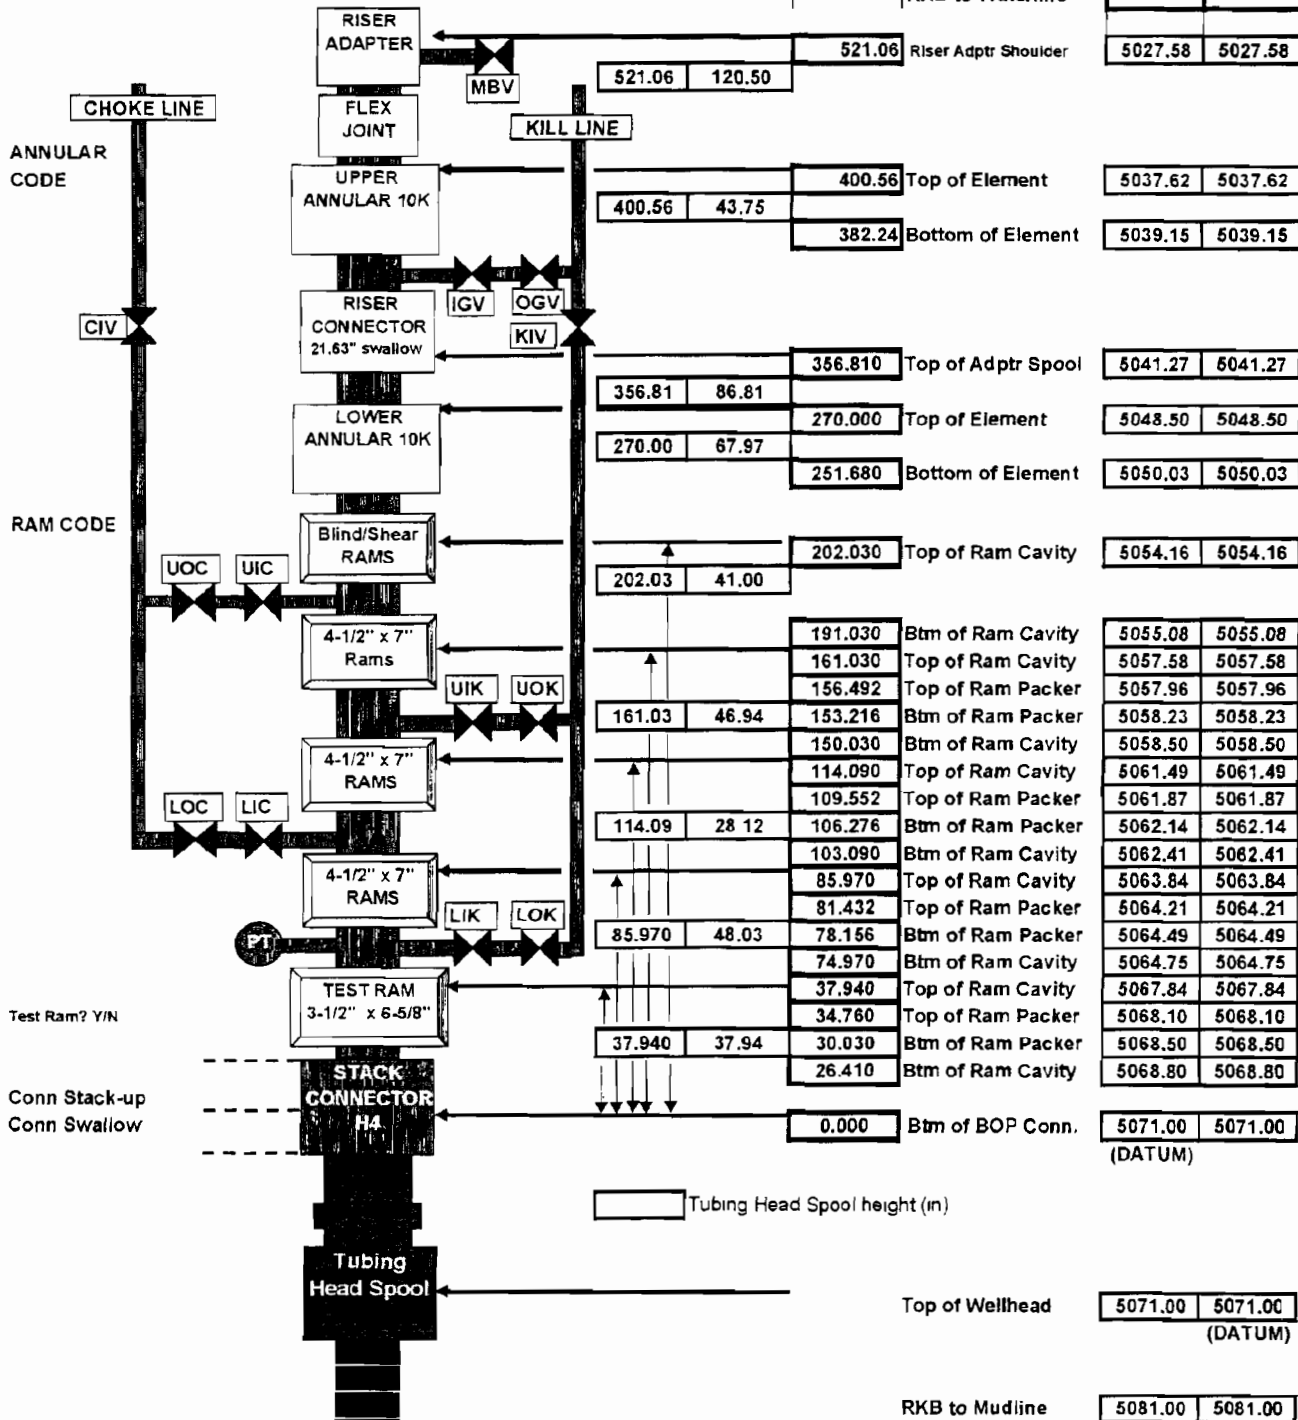 RISER
ADAPTER
521.06 Riser Adptr Shoulder 5027.58 5027.58
MBV
521.06 120.50
CHOKE LINE
FLEX
JOINT
KILL LINE
ANNULAR
CODE
UPPER
ANNULAR 10K
400.56 Top of Element 5037.62 5037.62
400.56 43.75
382.24 Bottom of Element 5039.15 5039.15
IGV OGV
CIV
RISER
CONNECTOR
21.63" swallow
KIV
356.810 Top of Adptr Spool 5041.27 5041.27
356.81 86.81
LOWER
ANNULAR 10K
270.000 Top of Element 5048.50 5048.50
270.00 67.97
251.680 Bottom of Element 5050.03 5050.03
RAM CODE
Blind/Shear
RAMS
202.030 Top of Ram Cavity 5054.16 5054.16
UOC UIC
202.03 41.00
4-1/2" x 7"
Rams
191.030 Btm of Ram Cavity 5055.08 5055.08
161.030 Top of Ram Cavity 5057.58 5057.58
UIK UOK
156.492 Top of Ram Packer 5057.96 5057.96
161.03 46.94 153.216 Btm of Ram Packer 5058.23 5058.23
150.030 Btm of Ram Cavity 5058.50 5058.50
4-1/2" x 7"
RAMS
114.090 Top of Ram Cavity 5061.49 5061.49
LOC LIC
109.552 Top of Ram Packer 5061.87 5061.87
114.09 28 12 106.276 Btm of Ram Packer 5062.14 5062.14
103.090 Btm of Ram Cavity 5062.41 5062.41
4-1/2" x 7"
RAMS
85.970 Top of Ram Cavity 5063.84 5063.84
LIK LOK
81.432 Top of Ram Packer 5064.21 5064.21
PT
85.970 48.03 78.156 Btm of Ram Packer 5064.49 5064.49
74.970 Btm of Ram Cavity 5064.75 5064.75
TEST RAM
3-1/2" x 6-5/8"
37.940 Top of Ram Cavity 5067.84 5067.84
Test Ram? Y/N
34.760 Top of Ram Packer 5068.10 5068.10
37.940 37.94 30.030 Btm of Ram Packer 5068.50 5068.50
26.410 Btm of Ram Cavity 5068.80 5068.80
STACK
CONNECTOR
H4
Conn Stack-up
Conn Swallow
0.000 Btm of BOP Conn. 5071.00 5071.00
(DATUM)
Tubing Head Spool height (in)
Tubing
Head Spool
Top of Wellhead 5071.00 5071.00
(DATUM)
RKB to Mudline 5081.00 5081.00